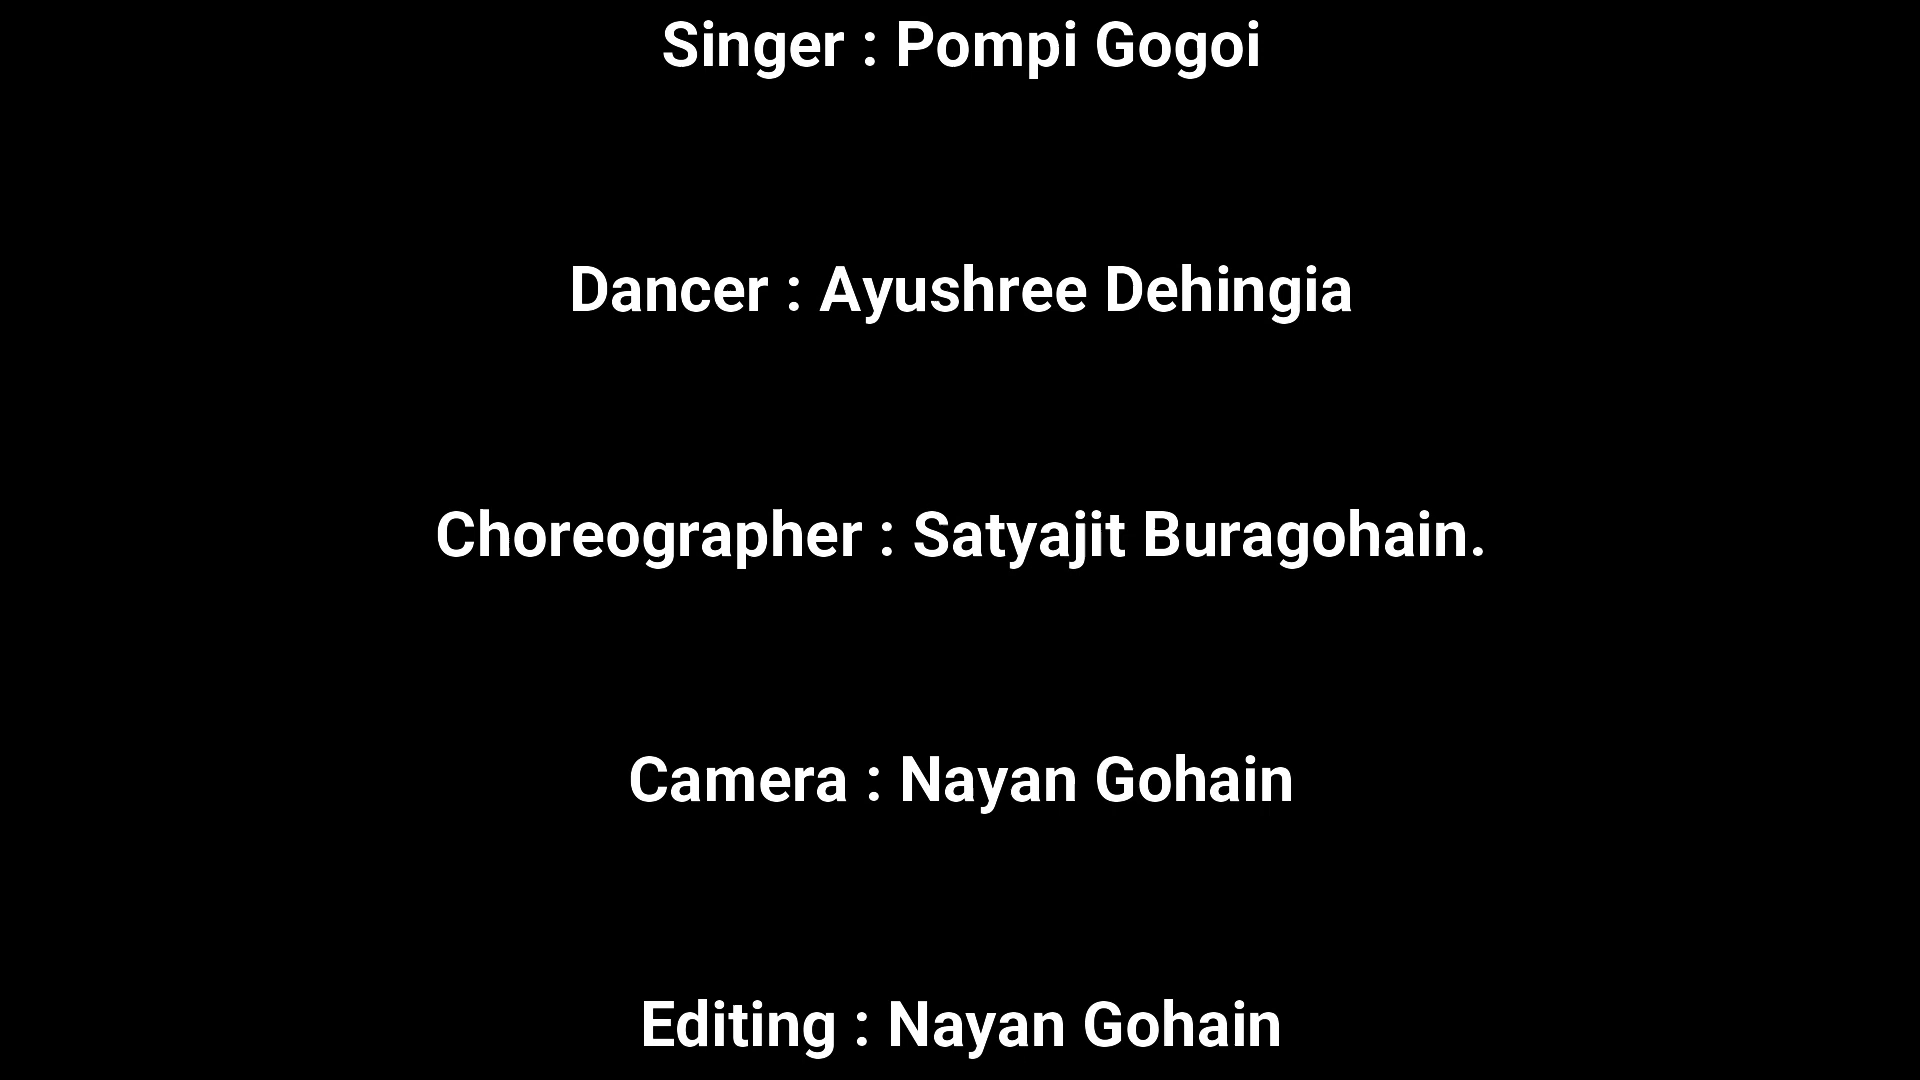 Singer : Pompi Gogoi
Dancer : Ayushree Dehingia
Choreographer : Satyajit Buragohain.
Camera : Nayan Gohain
Editing : Nayan Gohain